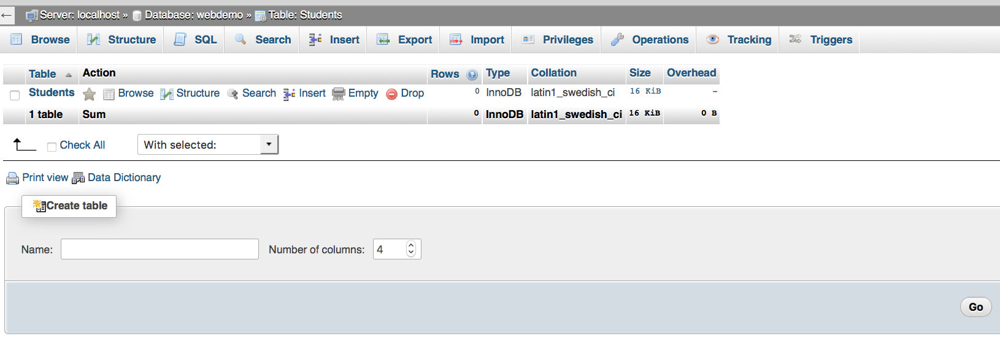 ← Server: localhost » Database: webdemo » Table: Students
Browse Structure SQL Search Insert Export Import Privileges Operations Tracking Triggers
Table Action Rows Type Collation Size Overhead
Students Browse Structure Search Insert Empty Drop 0 InnoDB latin1_swedish_ci 16 KiB –
1 table Sum 0 InnoDB latin1_swedish_ci 16 KiB 0 B
Check All With selected:
Print view Data Dictionary
Create table
Name: Number of columns: 4
Go